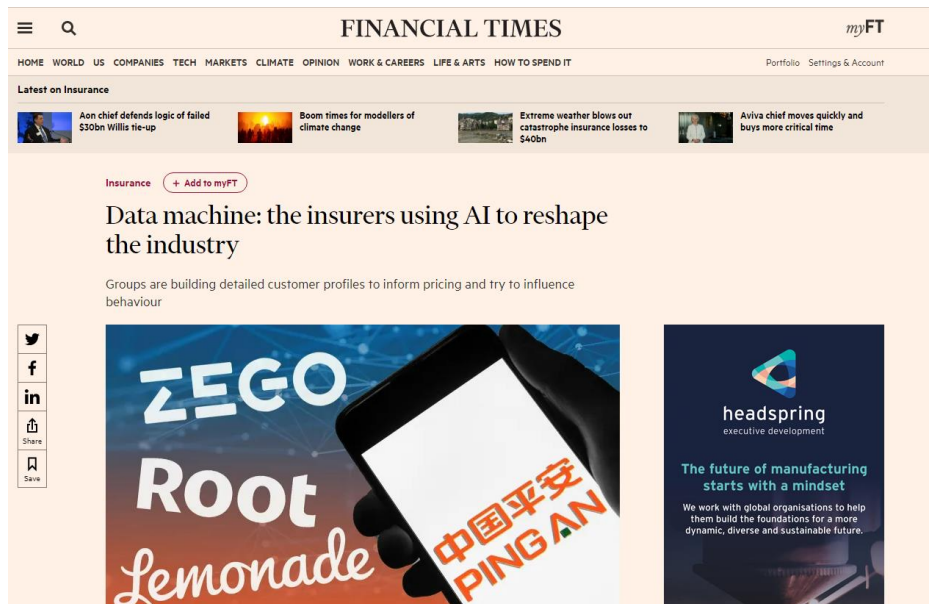 FINANCIAL TIMES
myFT
HOME WORLD US COMPANIES TECH MARKETS CLIMATE OPINION WORK & CAREERS LIFE & ARTS HOW TO SPEND IT
Portfolio Settings & Account
Latest on Insurance
Aon chief defends logic of failed
$30bn Willis tie-up
Boom times for modellers of
climate change
Extreme weather blows out
catastrophe insurance losses to
$40bn
Aviva chief moves quickly and
buys more critical time
Insurance + Add to myFT
Data machine: the insurers using AI to reshape
the industry
Groups are building detailed customer profiles to inform pricing and try to influence
behaviour
f
in
Share
Save
ZEGO
Root
Lemonade
中国平安
PING AN
headspring
executive development
The future of manufacturing
starts with a mindset
We work with global organisations to help
them build the foundations for a more
dynamic, diverse and sustainable future.